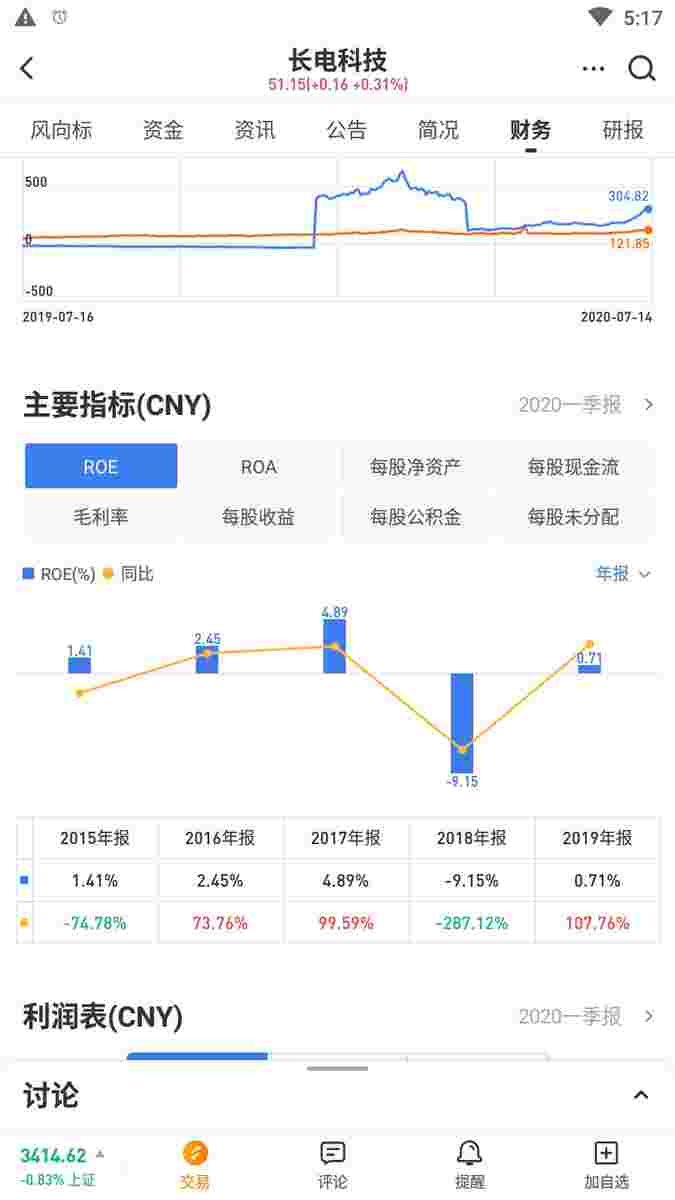 5:17
长电科技
51.15(+0.16 +0.31%)
风向标 资金 资讯 公告 简况 财务 研报
500
304.82
0
121.85
-500
2019-07-16 2020-07-14
主要指标(CNY) 2020一季报
ROE ROA 每股净资产 每股现金流
毛利率 每股收益 每股公积金 每股未分配
ROE(%) 同比 年报
4.89
2.45
1.41
0.71
-9.15
2015年报 2016年报 2017年报 2018年报 2019年报
1.41% 2.45% 4.89% -9.15% 0.71%
-74.78% 73.76% 99.59% -287.12% 107.76%
利润表(CNY) 2020一季报
讨论
3414.62
-0.83% 上证
交易 评论 提醒 加自选